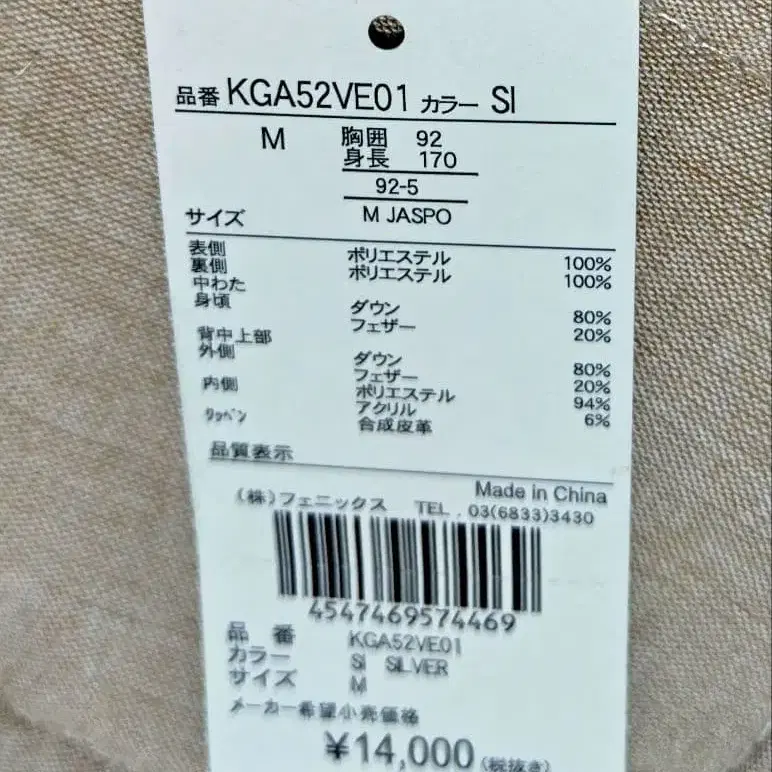 品番 KGA52VE01 カラー SI
M 胸囲 92
身長 170
92-5
サイズ M JASPO
表側 ポリエステル 100%
裏側 ポリエステル 100%
中わた
身頃 ダウン 80%
フェザー 20%
背中上部
外側 ダウン 80%
フェザー 20%
内側 ポリエステル 94%
アクリル 6%
ワッペン 合成皮革
品質表示
Made in China
(株)フェニックス TEL . 03(6833)3430
4547469574469
品 番 KGA52VE01
カラー SI SILVER
サイズ M
メーカー希望小売価格
¥14,000 (税抜き)